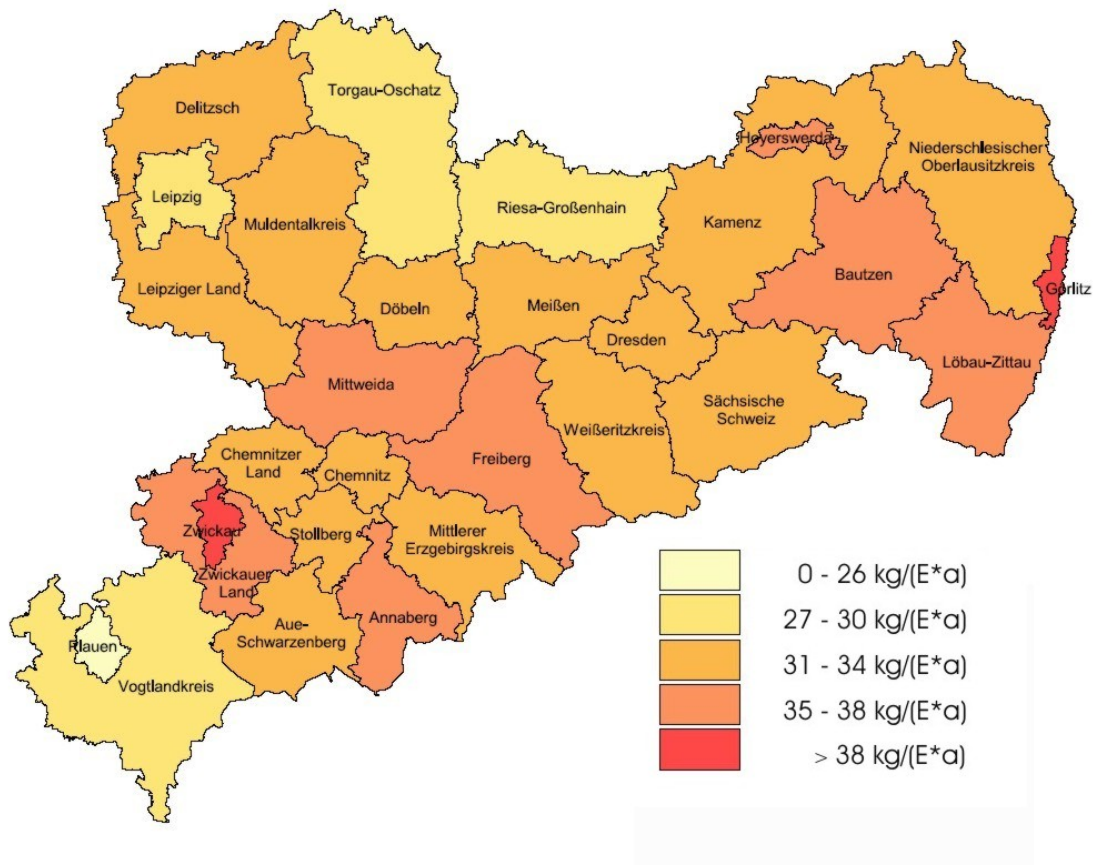 Torgau-Oschatz
Delitzsch
Hoyerswerda
Niederschlesischer
Oberlausitzkreis
Leipzig
Riesa-Großenhain
Muldentalkreis
Kamenz
Bautzen
Leipziger Land
Görlitz
Döbeln
Meißen
Dresden
Löbau-Zittau
Mittweida
Sächsische
Schweiz
Weißeritzkreis
Chemnitzer
Land
Freiberg
Chemnitz
Zwickau
Stollberg
Mittlerer
Erzgebirgskreis
Zwickauer
Land
Annaberg
Aue-
Schwarzenberg
Plauen
Vogtlandkreis
0 - 26 kg/(E*a)
27 - 30 kg/(E*a)
31 - 34 kg/(E*a)
35 - 38 kg/(E*a)
> 38 kg/(E*a)